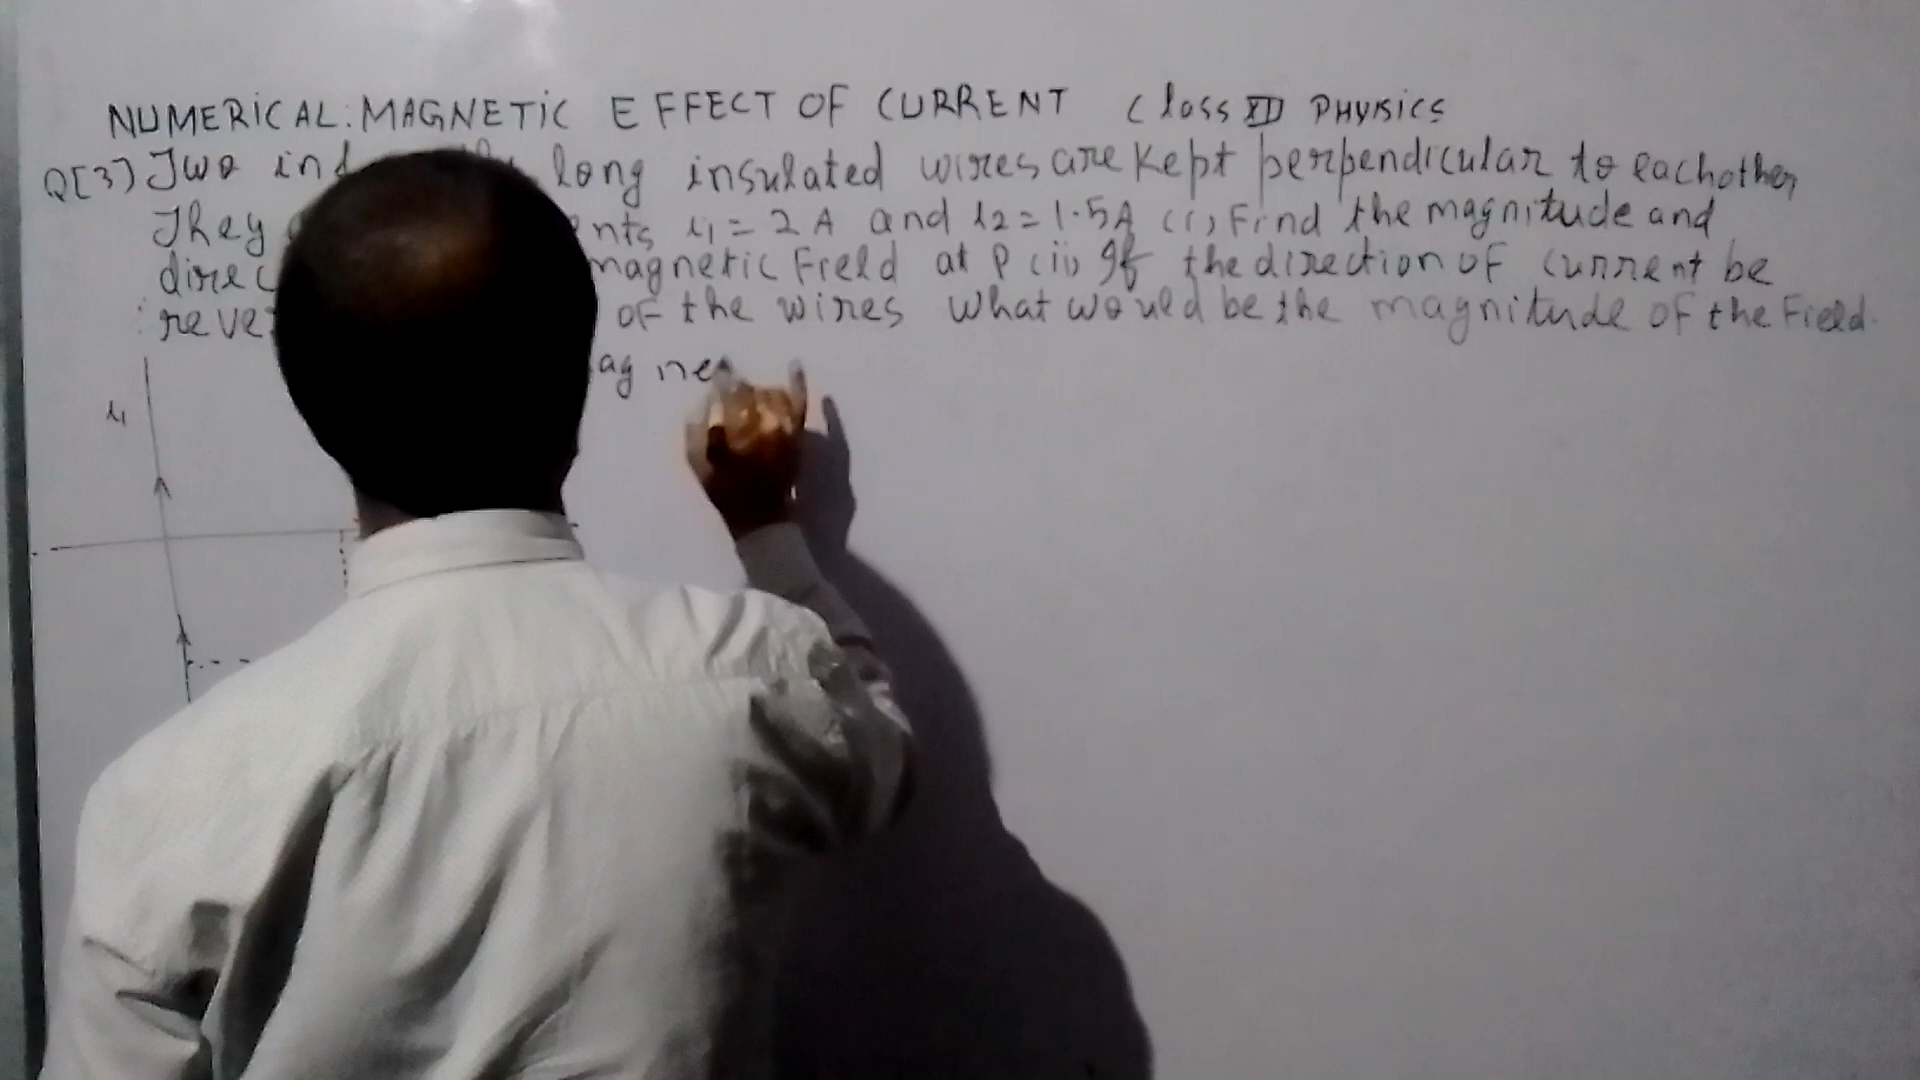 NUMERICAL: MAGNETIC EFFECT OF CURRENT Class XII PHYSICS
Q[3] Two long insulated wires are kept perpendicular to eachother,
They i1 = 2 A and i2 = 1.5A (i) Find the magnitude and
magnetic Field at P (ii) If the direction of current be
of the wires what would be the magnitude of the Field.
i1